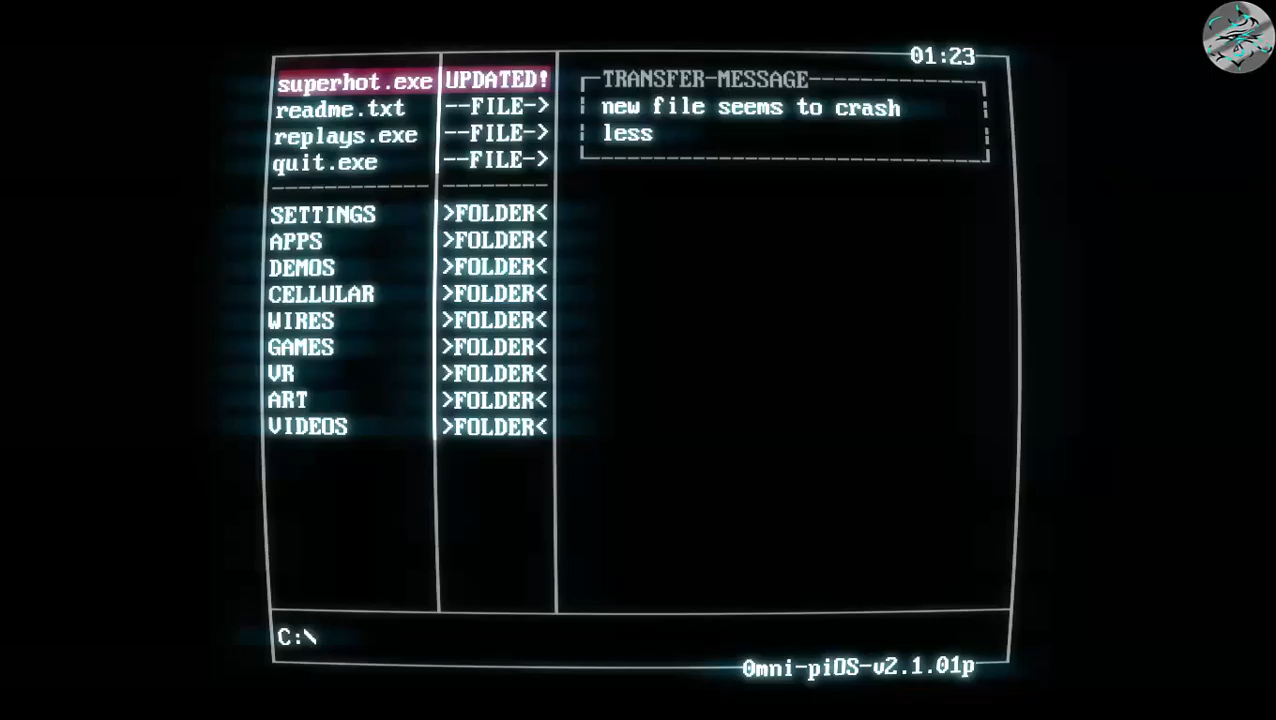 01:23
superhot.exe UPDATED!
readme.txt --FILE->
replays.exe --FILE->
quit.exe --FILE->
SETTINGS >FOLDER<
APPS >FOLDER<
DEMOS >FOLDER<
CELLULAR >FOLDER<
WIRES >FOLDER<
GAMES >FOLDER<
VR >FOLDER<
ART >FOLDER<
VIDEOS >FOLDER<
TRANSFER-MESSAGE
new file seems to crash
less
C:\
0mni-piOS-v2.1.01p